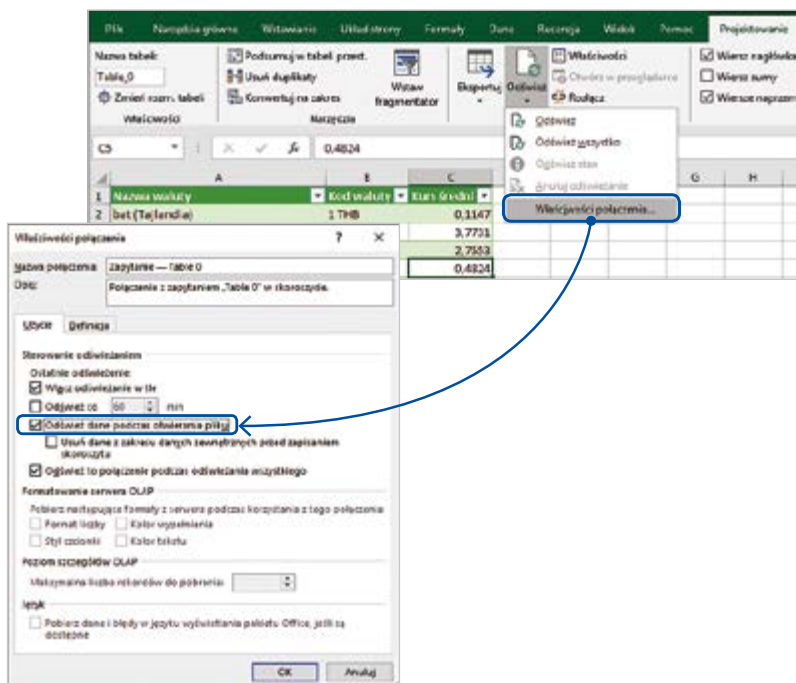 Plik Narzędzia główne Wstawianie Układ strony Formuły Dane Recenzja Widok Pomoc Projektowanie
Nazwa tabeli:
Table_0
Zmień rozm. tabeli
Właściwości
Podsumuj w tabeli przest.
Usuń duplikaty
Konwertuj na zakres
Narzędzia
Wstaw
fragmentator
Eksportuj
Odśwież
Właściwości
Otwórz w przeglądarce
Rozłącz
Wiersz nagłówka
Wiersz sumy
Wiersze naprzem
Odśwież
Odśwież wszystko
Odśwież stan
Anuluj odświeżanie
Właściwości połączenia...
C5 fx 0,4824
A B C G H
1 Nazwa waluty Kod waluty Kurs średni
2 bat (Tajlandia) 1 THB 0,1147
3,7731
2,7553
0,4824
Właściwości połączenia ? ×
Nazwa połączenia: Zapytanie — Table 0
Opis: Połączenie z zapytaniem „Table 0” w skoroszycie.
Użycie Definicja
Sterowanie odświeżaniem
Ostatnie odświeżenie:
Włącz odświeżanie w tle
Odśwież co 60 min
Odśwież dane podczas otwierania pliku
Usuń dane z zakresu danych zewnętrznych przed zapisaniem
skoroszytu
Odśwież to połączenie podczas odświeżania wszystkiego
Formatowanie serwera OLAP
Pobierz następujące formaty z serwera podczas korzystania z tego połączenia:
Format liczby Kolor wypełnienia
Styl czcionki Kolor tekstu
Poziom szczegółów OLAP
Maksymalna liczba rekordów do pobrania:
Język
Pobierz dane i błędy w języku wyświetlania pakietu Office, jeśli są
dostępne
OK Anuluj